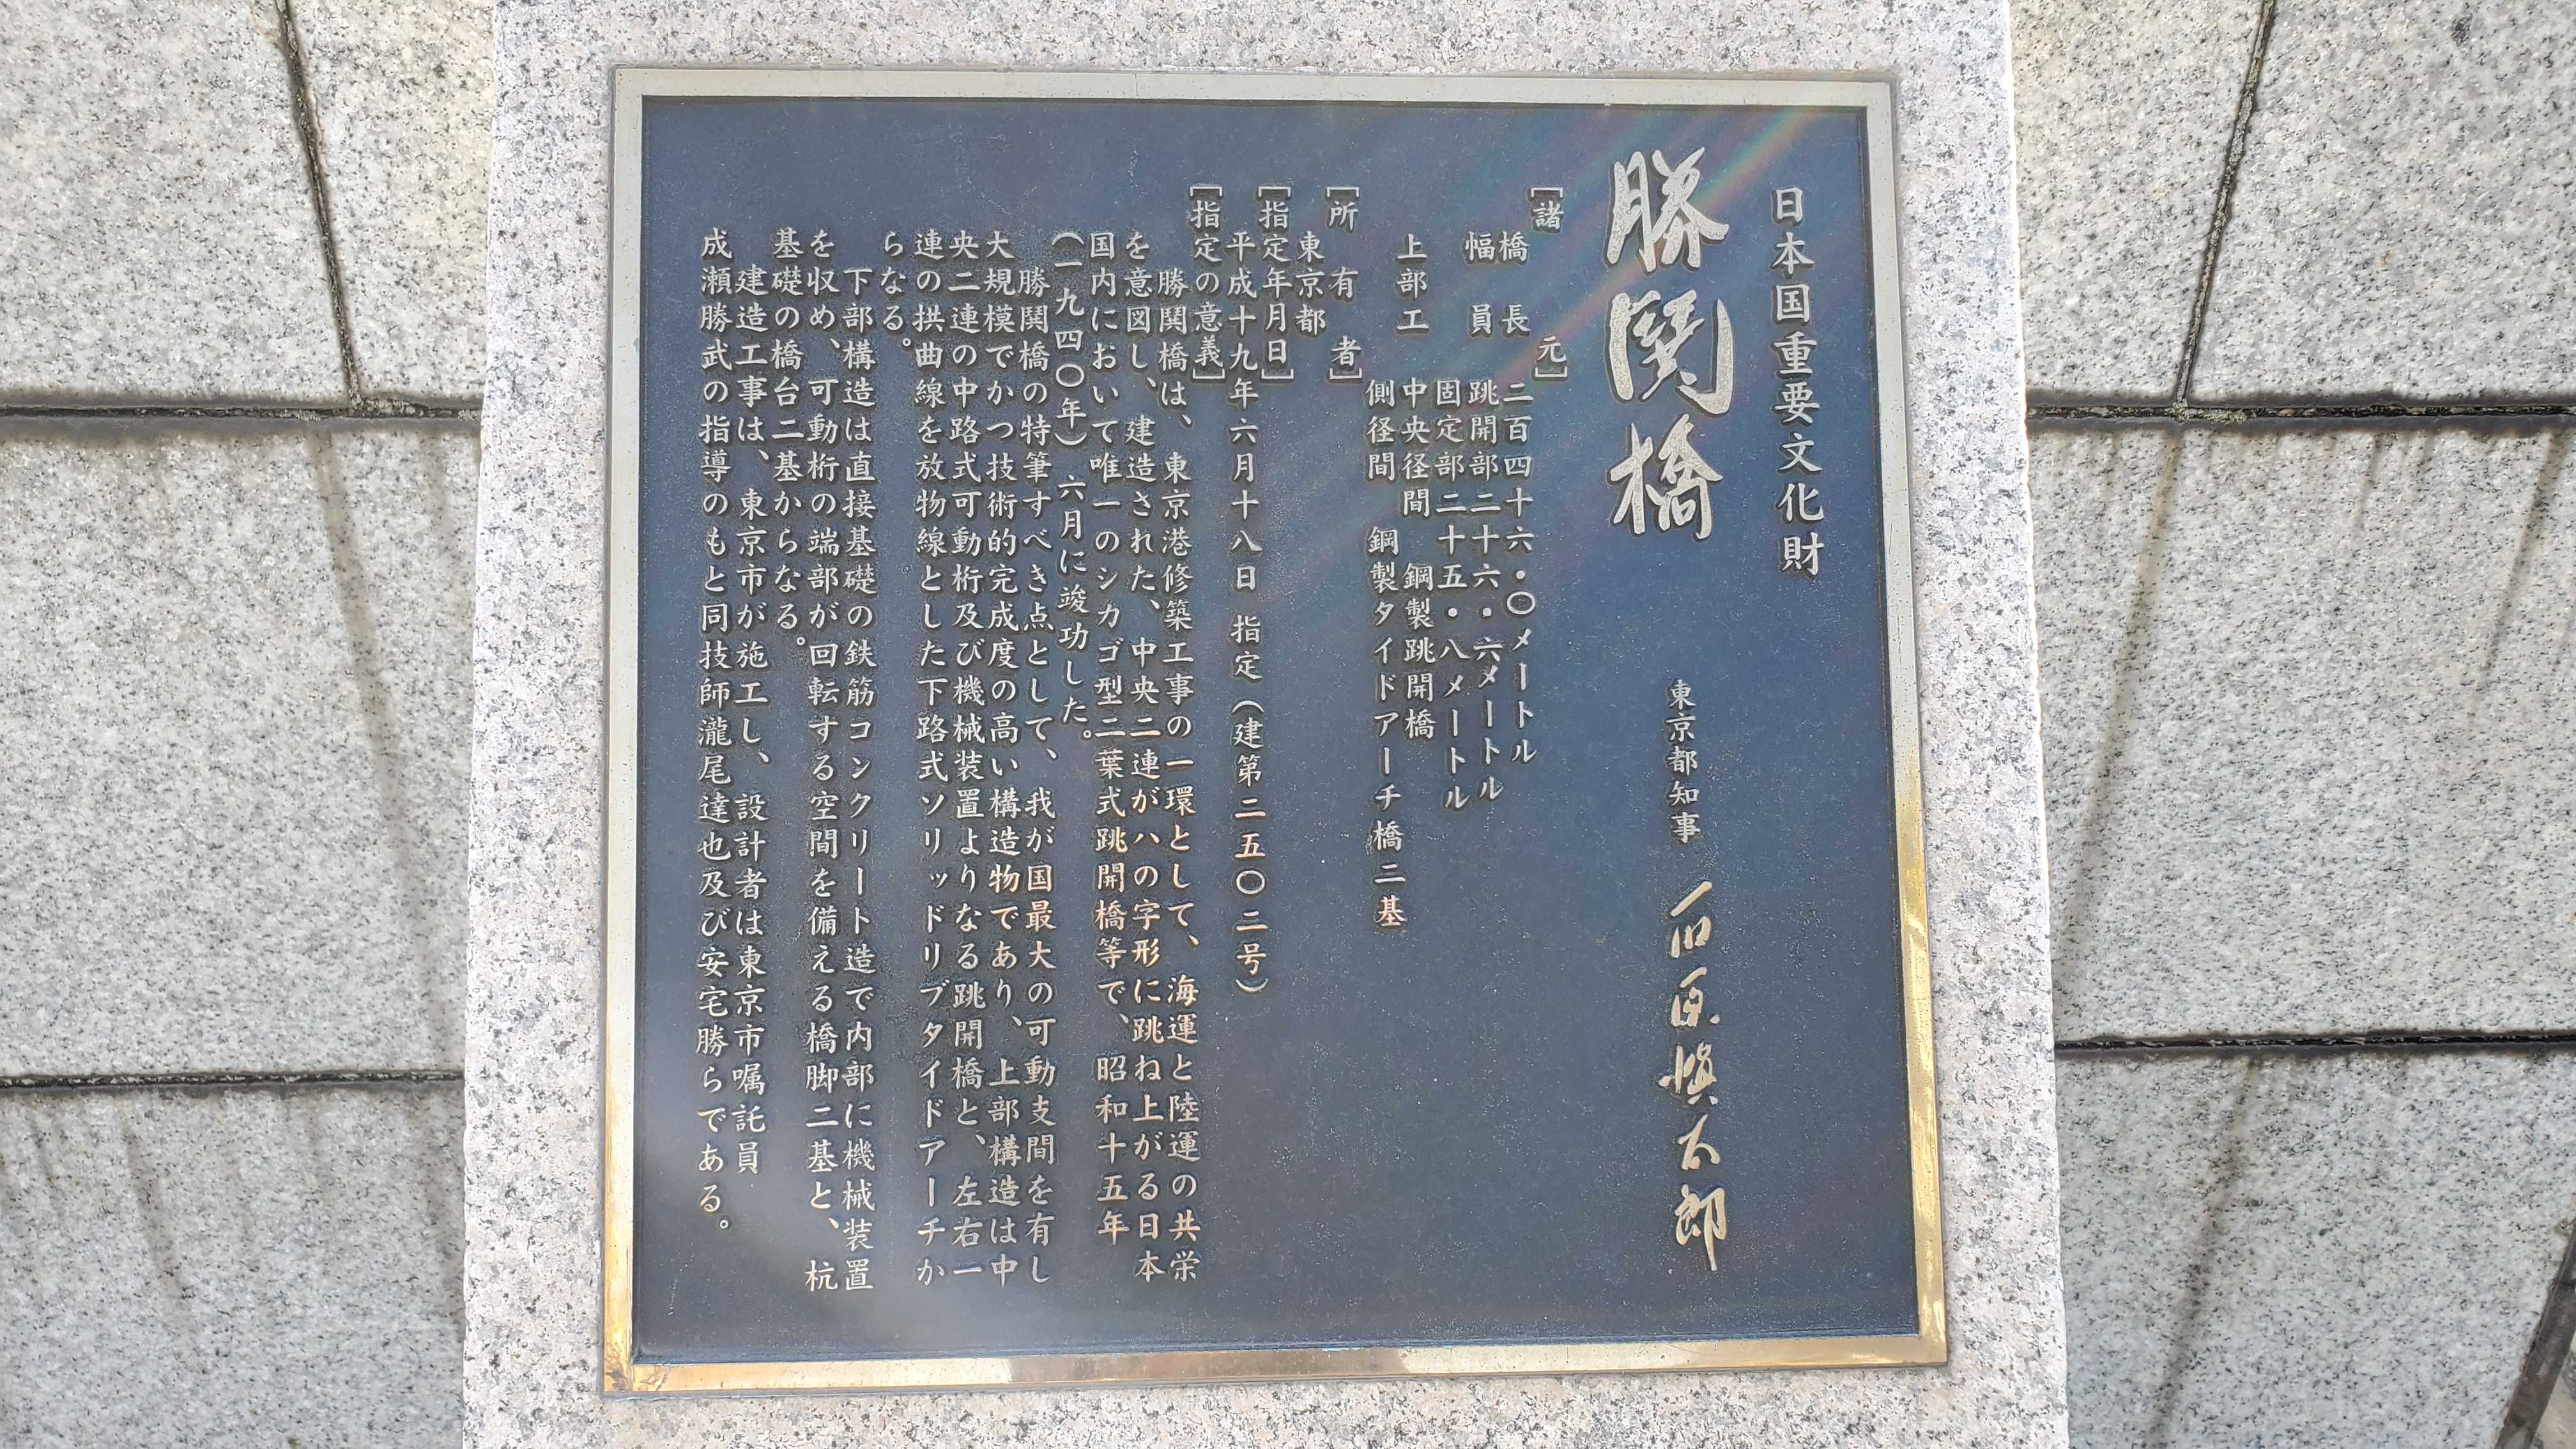 日本国重要文化財
勝鬨橋
東京都知事 石原慎太郎
［諸元］
橋長 二百四十六・〇メートル
幅員 跳開部二十六・六メートル
固定部二十五・八メートル
上部工 中央径間 鋼製跳開橋
側径間 鋼製タイドアーチ橋二基
［所有者］
東京都
［指定年月日］
平成十九年六月十八日 指定（建第二五〇二号）
［指定の意義］
勝鬨橋は、東京港修築工事の一環として、海運と陸運の共栄
を意図し、建造された、中央二連がハの字形に跳ね上がる日本
国内において唯一のシカゴ型二葉式跳開橋等で、昭和十五年
（一九四〇年）六月に竣功した。
勝鬨橋の特筆すべき点として、我が国最大の可動支間を有し
大規模でかつ技術的完成度の高い構造物であり、上部構造は中
央二連の中路式可動桁及び機械装置よりなる跳開橋と、左右一
連の拱曲線を放物線とした下路式ソリッドリブタイドアーチか
らなる。
下部構造は直接基礎の鉄筋コンクリート造で内部に機械装置
を収め、可動桁の端部が回転する空間を備える橋脚二基と、杭
基礎の橋台二基からなる。
建造工事は、東京市が施工し、設計者は東京市嘱託員
成瀬勝武の指導のもと同技師瀧尾達也及び安宅勝らである。